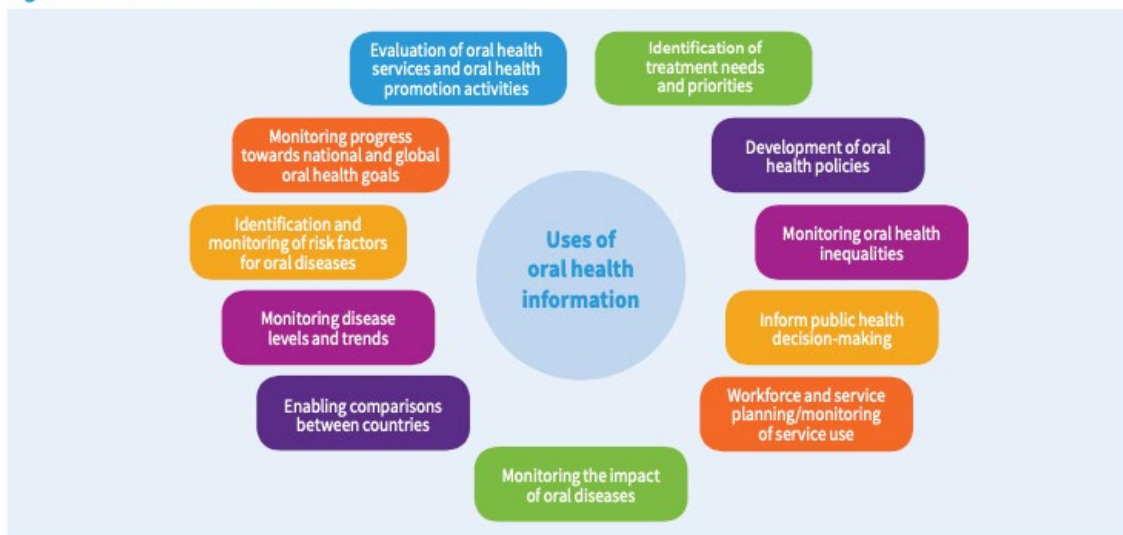 Evaluation of oral health
services and oral health
promotion activities
Identification of
treatment needs
and priorities
Development of oral
health policies
Monitoring oral health
inequalities
Inform public health
decision-making
Workforce and service
planning/monitoring
of service use
Monitoring the impact
of oral diseases
Enabling comparisons
between countries
Monitoring disease
levels and trends
Identification and
monitoring of risk factors
for oral diseases
Monitoring progress
towards national and global
oral health goals
Uses of
oral health
information